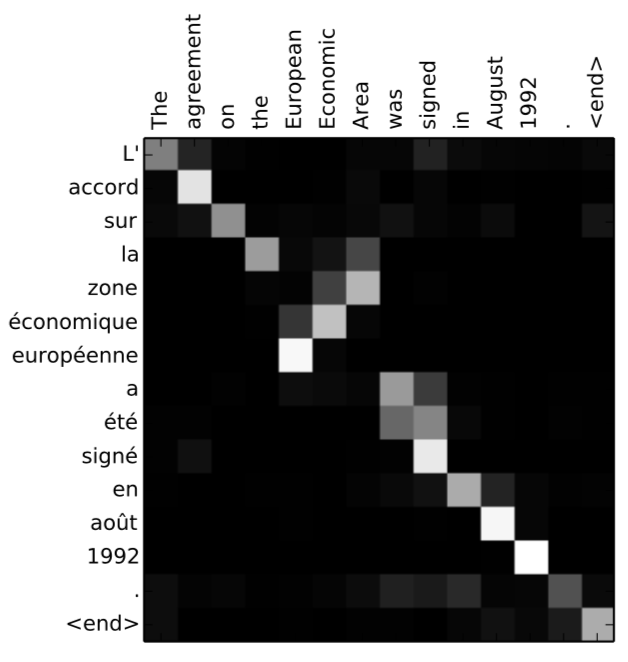 The agreement on the European Economic Area was signed in August 1992 . <end>
L'
accord
sur
la
zone
économique
européenne
a
été
signé
en
août
1992
.
<end>